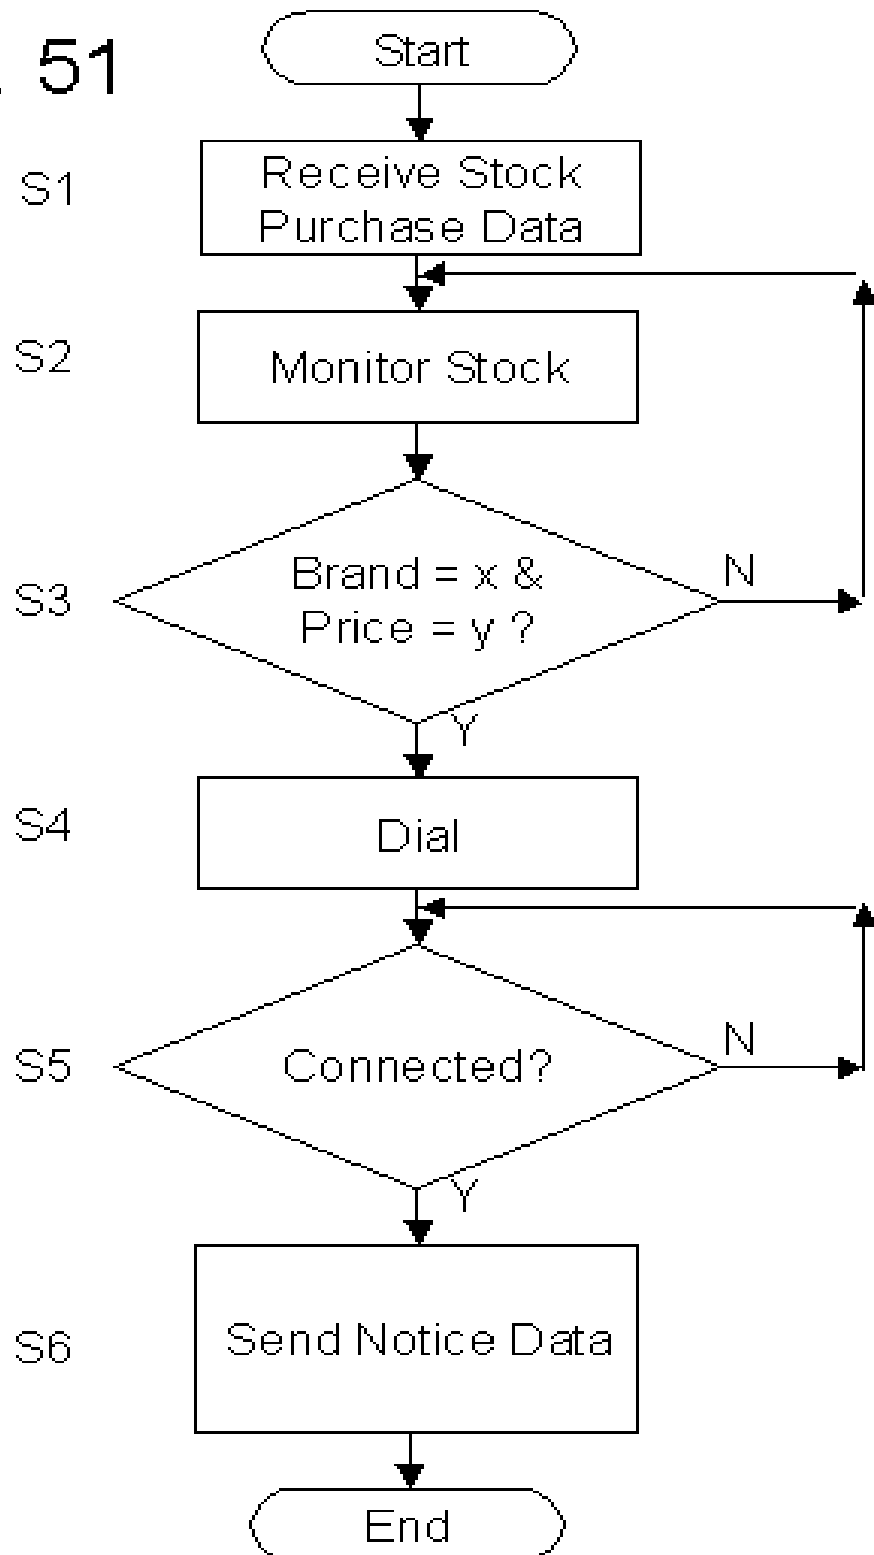 . 51
Start
S1
Receive Stock
Purchase Data
S2
Monitor Stock
S3
Brand = x &
Price = y ?
N
Y
S4
Dial
S5
Connected?
N
Y
S6
Send Notice Data
End